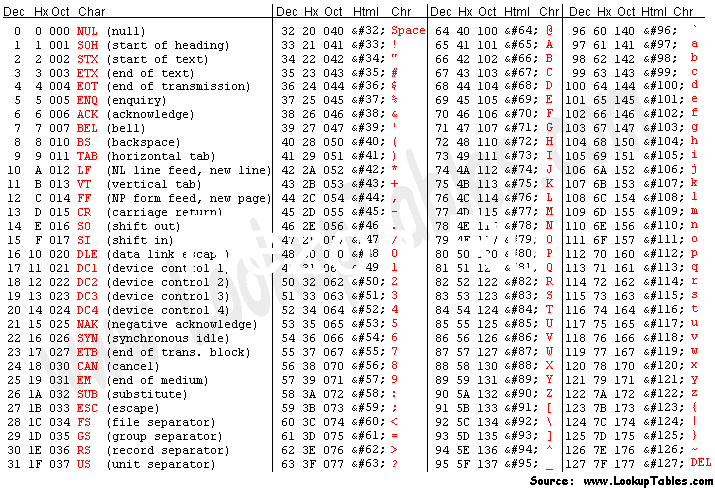 Dec Hx Oct Char Dec Hx Oct Html Chr Dec Hx Oct Html Chr Dec Hx Oct Html Chr
0 0 000 NUL (null) 32 20 040 &#32; Space 64 40 100 &#64; @ 96 60 140 &#96; `
1 1 001 SOH (start of heading) 33 21 041 &#33; ! 65 41 101 &#65; A 97 61 141 &#97; a
2 2 002 STX (start of text) 34 22 042 &#34; " 66 42 102 &#66; B 98 62 142 &#98; b
3 3 003 ETX (end of text) 35 23 043 &#35; # 67 43 103 &#67; C 99 63 143 &#99; c
4 4 004 EOT (end of transmission) 36 24 044 &#36; $ 68 44 104 &#68; D 100 64 144 &#100; d
5 5 005 ENQ (enquiry) 37 25 045 &#37; % 69 45 105 &#69; E 101 65 145 &#101; e
6 6 006 ACK (acknowledge) 38 26 046 &#38; & 70 46 106 &#70; F 102 66 146 &#102; f
7 7 007 BEL (bell) 39 27 047 &#39; ' 71 47 107 &#71; G 103 67 147 &#103; g
8 8 010 BS (backspace) 40 28 050 &#40; ( 72 48 110 &#72; H 104 68 150 &#104; h
9 9 011 TAB (horizontal tab) 41 29 051 &#41; ) 73 49 111 &#73; I 105 69 151 &#105; i
10 A 012 LF (NL line feed, new line) 42 2A 052 &#42; * 74 4A 112 &#74; J 106 6A 152 &#106; j
11 B 013 VT (vertical tab) 43 2B 053 &#43; + 75 4B 113 &#75; K 107 6B 153 &#107; k
12 C 014 FF (NP form feed, new page) 44 2C 054 &#44; , 76 4C 114 &#76; L 108 6C 154 &#108; l
13 D 015 CR (carriage return) 45 2D 055 &#45; - 77 4D 115 &#77; M 109 6D 155 &#109; m
14 E 016 SO (shift out) 46 2E 056 &#46; . 78 4E 116 &#78; N 110 6E 156 &#110; n
15 F 017 SI (shift in) 47 / 79 4F 117 &#79; O 111 6F 157 &#111; o
16 10 020 DLE (data link escape) 48 0 80 50 120 &#80; P 112 70 160 &#112; p
17 11 021 DC1 (device control 1) 1 81 51 121 &#81; Q 113 71 161 &#113; q
18 12 022 DC2 (device control 2) 50 32 062 &#50; 2 82 52 122 &#82; R 114 72 162 &#114; r
19 13 023 DC3 (device control 3) 51 33 063 &#51; 3 83 53 123 &#83; S 115 73 163 &#115; s
20 14 024 DC4 (device control 4) 52 34 064 &#52; 4 84 54 124 &#84; T 116 74 164 &#116; t
21 15 025 NAK (negative acknowledge) 53 35 065 &#53; 5 85 55 125 &#85; U 117 75 165 &#117; u
22 16 026 SYN (synchronous idle) 54 36 066 &#54; 6 86 56 126 &#86; V 118 76 166 &#118; v
23 17 027 ETB (end of trans. block) 55 37 067 &#55; 7 87 57 127 &#87; W 119 77 167 &#119; w
24 18 030 CAN (cancel) 56 38 070 &#56; 8 88 58 130 &#88; X 120 78 170 &#120; x
25 19 031 EM (end of medium) 57 39 071 &#57; 9 89 59 131 &#89; Y 121 79 171 &#121; y
26 1A 032 SUB (substitute) 58 3A 072 &#58; : 90 5A 132 &#90; Z 122 7A 172 &#122; z
27 1B 033 ESC (escape) 59 3B 073 &#59; ; 91 5B 133 &#91; [ 123 7B 173 &#123; {
28 1C 034 FS (file separator) 60 3C 074 &#60; < 92 5C 134 &#92; \ 124 7C 174 &#124; |
29 1D 035 GS (group separator) 61 3D 075 &#61; = 93 5D 135 &#93; ] 125 7D 175 &#125; }
30 1E 036 RS (record separator) 62 3E 076 &#62; > 94 5E 136 &#94; ^ 126 7E 176 &#126; ~
31 1F 037 US (unit separator) 63 3F 077 &#63; ? 95 5F 137 &#95; _ 127 7F 177 &#127; DEL
Source: www.LookupTables.com